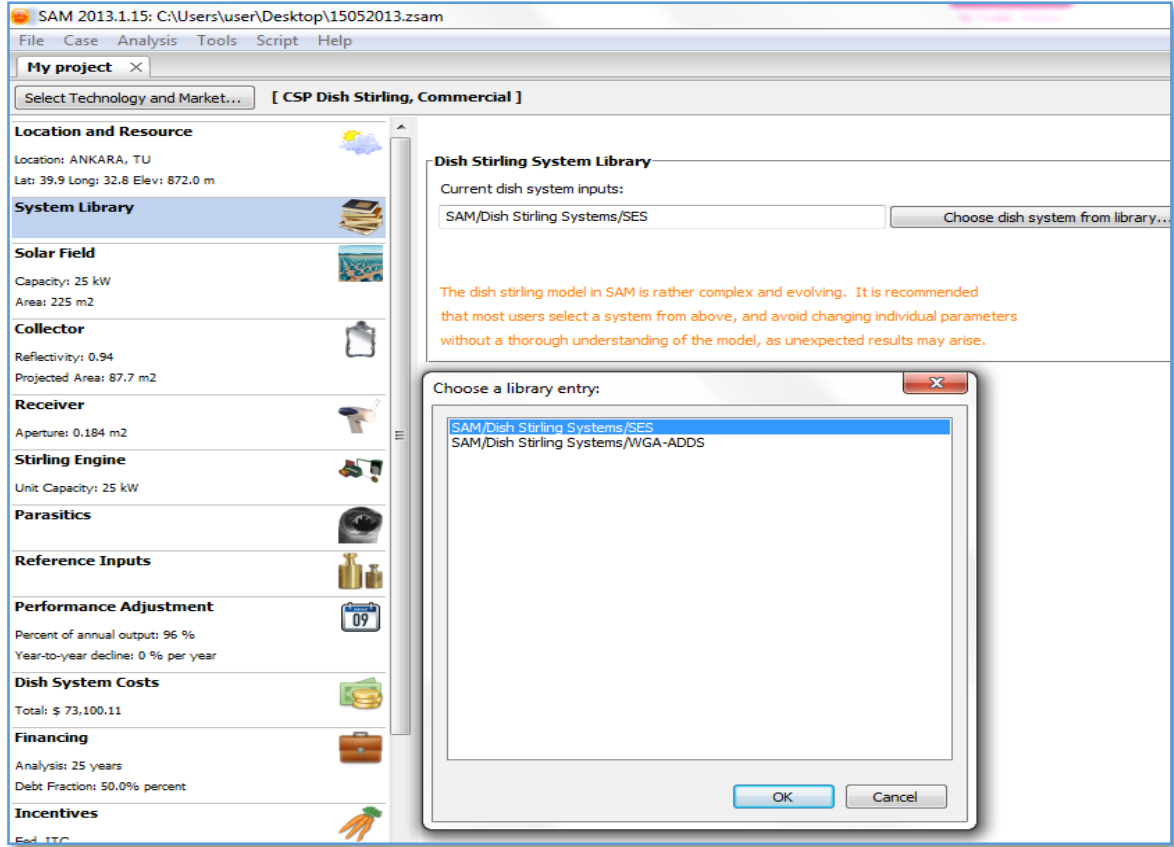 SAM 2013.1.15: C:\Users\user\Desktop\15052013.zsam
File Case Analysis Tools Script Help
My project
Select Technology and Market... [ CSP Dish Stirling, Commercial ]
Location and Resource
Location: ANKARA, TU
Lat: 39.9 Long: 32.8 Elev: 872.0 m
System Library
Solar Field
Capacity: 25 kW
Area: 225 m2
Collector
Reflectivity: 0.94
Projected Area: 87.7 m2
Receiver
Aperture: 0.184 m2
Stirling Engine
Unit Capacity: 25 kW
Parasitics
Reference Inputs
Performance Adjustment
09
Percent of annual output: 96 %
Year-to-year decline: 0 % per year
Dish System Costs
Total: $ 73,100.11
Financing
Analysis: 25 years
Debt Fraction: 50.0% percent
Incentives
Fed. ITC
Dish Stirling System Library
Current dish system inputs:
SAM/Dish Stirling Systems/SES
Choose dish system from library...
The dish stirling model in SAM is rather complex and evolving. It is recommended
that most users select a system from above, and avoid changing individual parameters
without a thorough understanding of the model, as unexpected results may arise.
Choose a library entry:
SAM/Dish Stirling Systems/SES
SAM/Dish Stirling Systems/WGA-ADDS
OK Cancel